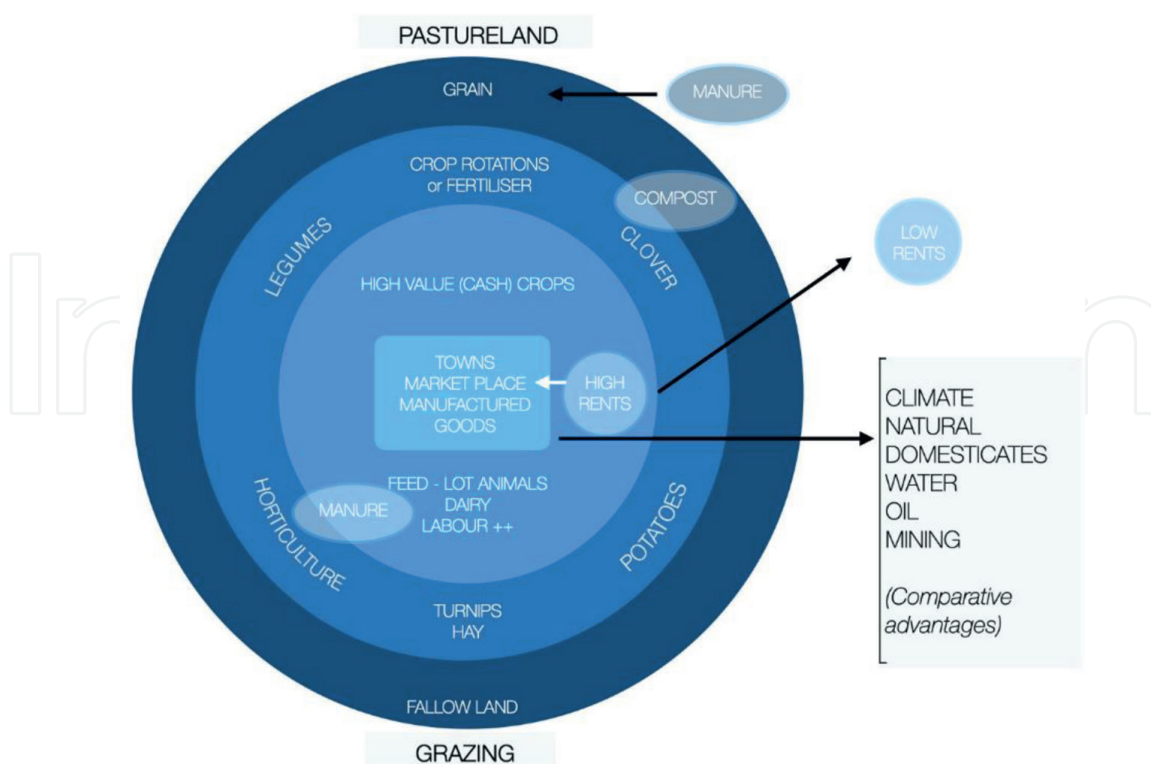 PASTURELAND
GRAIN
MANURE
CROP ROTATIONS
or FERTILISER
COMPOST
LEGUMES
CLOVER
LOW
RENTS
HIGH VALUE (CASH) CROPS
TOWNS
MARKET PLACE
MANUFACTURED
GOODS
HIGH
RENTS
CLIMATE
NATURAL
DOMESTICATES
WATER
OIL
MINING
(Comparative
advantages)
FEED - LOT ANIMALS
DAIRY
LABOUR ++
MANURE
HORTICULTURE
POTATOES
TURNIPS
HAY
FALLOW LAND
GRAZING